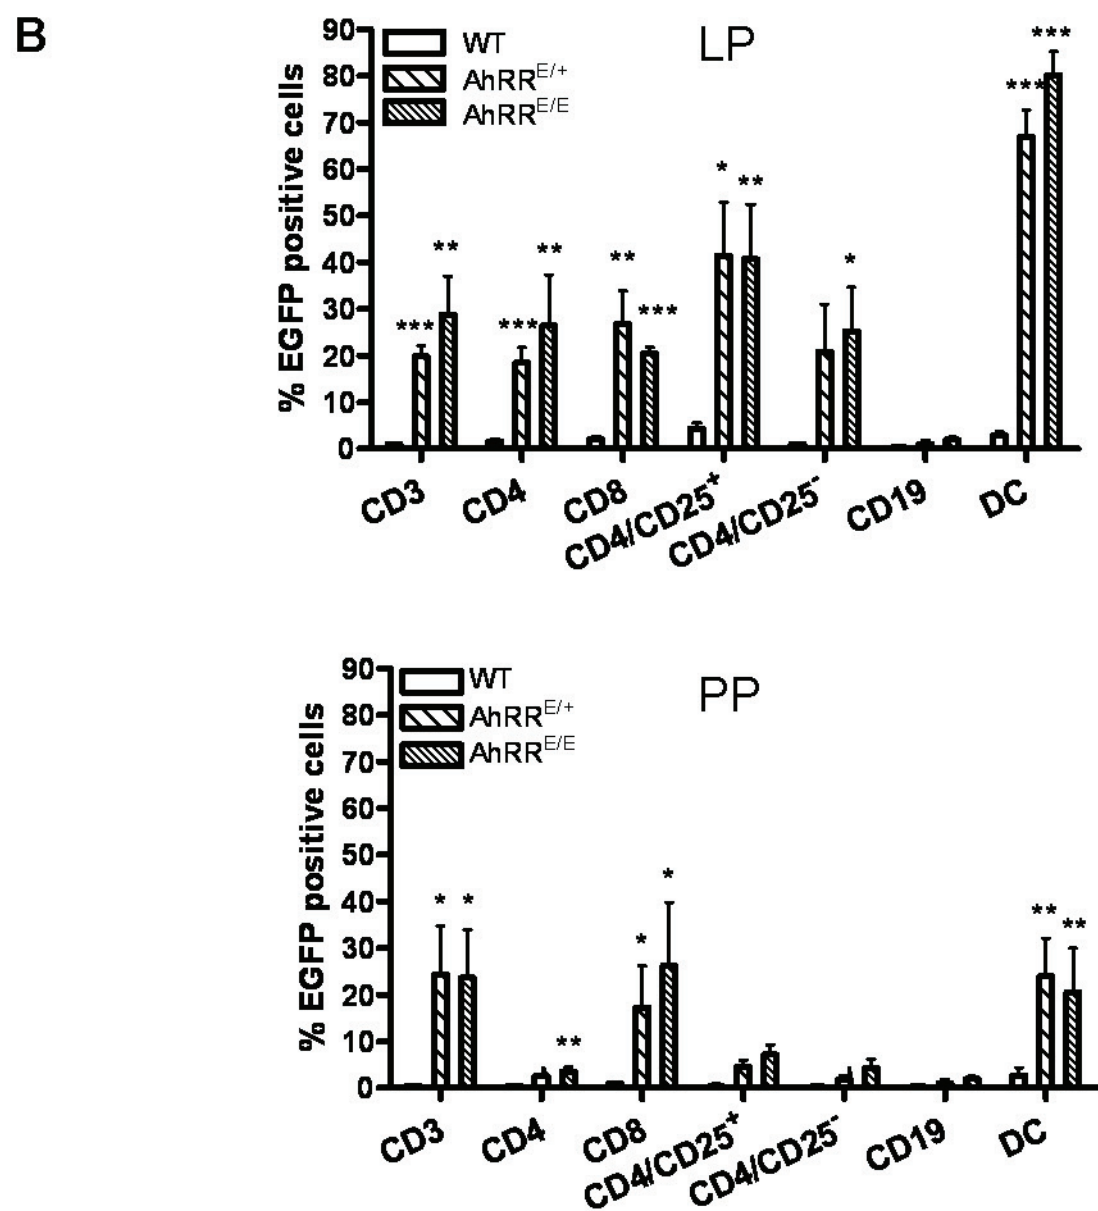 B
LP
WT
AhRR^E/+
AhRR^E/E
% EGFP positive cells
90
80
70
60
50
40
30
20
10
0
*** ** *** ** ** *** * ** * *** ***
CD3 CD4 CD8 CD4/CD25⁺ CD4/CD25⁻ CD19 DC
PP
WT
AhRR^E/+
AhRR^E/E
% EGFP positive cells
90
80
70
60
50
40
30
20
10
0
* * ** * * ** **
CD3 CD4 CD8 CD4/CD25⁺ CD4/CD25⁻ CD19 DC